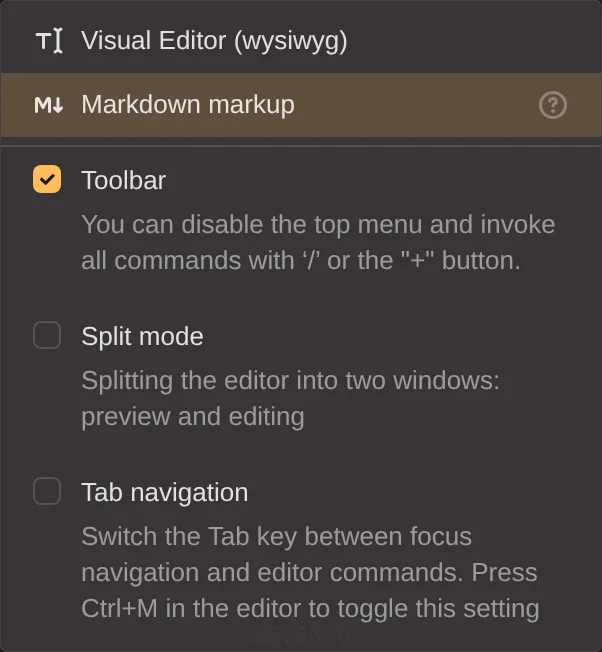 Visual Editor (wysiwyg)
M↓ Markdown markup ?
Toolbar
You can disable the top menu and invoke
all commands with ‘/’ or the "+" button.
Split mode
Splitting the editor into two windows:
preview and editing
Tab navigation
Switch the Tab key between focus
navigation and editor commands. Press
Ctrl+M in the editor to toggle this setting